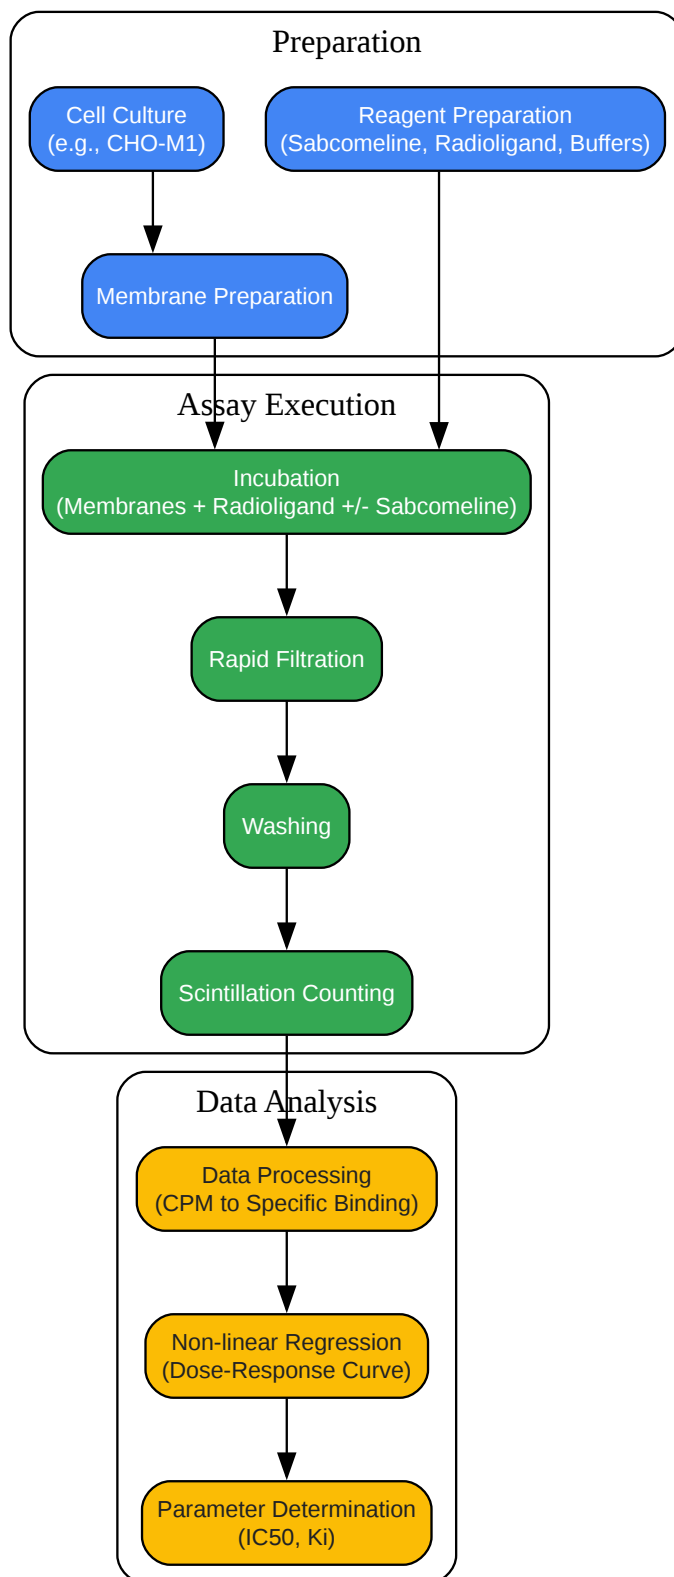 Preparation
Cell Culture
(e.g., CHO-M1)
Reagent Preparation
(Sabcomeline, Radioligand, Buffers)
Membrane Preparation
Assay Execution
Incubation
(Membranes + Radioligand +/- Sabcomeline)
Rapid Filtration
Washing
Scintillation Counting
Data Analysis
Data Processing
(CPM to Specific Binding)
Non-linear Regression
(Dose-Response Curve)
Parameter Determination
(IC50, Ki)